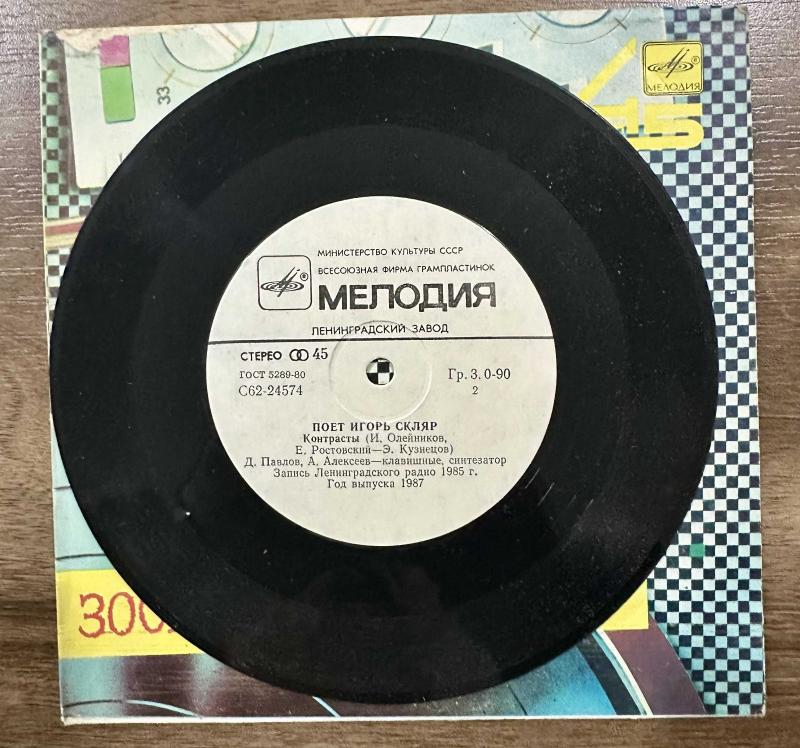 33
45
МЕЛОДИЯ
МИНИСТЕРСТВО КУЛЬТУРЫ СССР
ВСЕСОЮЗНАЯ ФИРМА ГРАМПЛАСТИНОК
МЕЛОДИЯ
ЛЕНИНГРАДСКИЙ ЗАВОД
СТЕРЕО 45
ГОСТ 5289-80
С62-24574
Гр. 3. 0-90
2
ПОЕТ ИГОРЬ СКЛЯР
Контрасты (И. Олейников,
Е. Ростовский—Э. Кузнецов)
Д. Павлов, А. Алексеев—клавишные, синтезатор
Запись Ленинградского радио 1985 г.
Год выпуска 1987